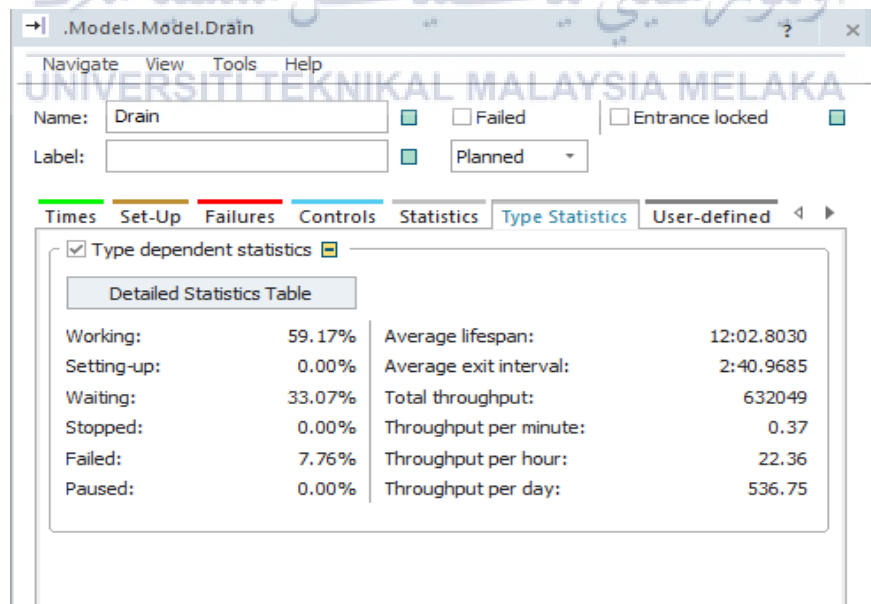 .Models.Model.Drain ? ×
Navigate View Tools Help
UNIVERSITI TEKNIKAL MALAYSIA MELAKA
Name: Drain Failed Entrance locked
Label: Planned
Times Set-Up Failures Controls Statistics Type Statistics User-defined
Type dependent statistics
Detailed Statistics Table
Working: 59.17% Average lifespan: 12:02.8030
Setting-up: 0.00% Average exit interval: 2:40.9685
Waiting: 33.07% Total throughput: 632049
Stopped: 0.00% Throughput per minute: 0.37
Failed: 7.76% Throughput per hour: 22.36
Paused: 0.00% Throughput per day: 536.75